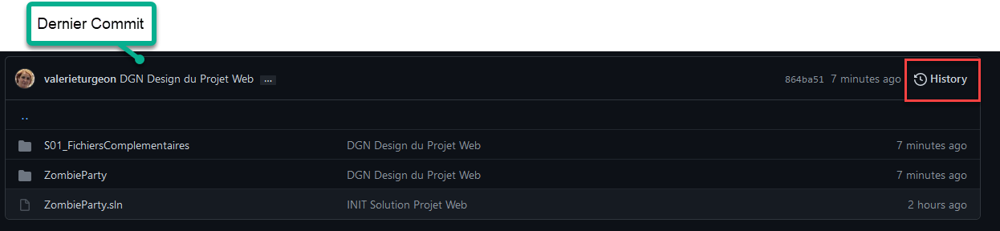 Dernier Commit
valerieturgeon DGN Design du Projet Web ... 864ba51 7 minutes ago History
..
S01_FichiersComplementaires DGN Design du Projet Web 7 minutes ago
ZombieParty DGN Design du Projet Web 7 minutes ago
ZombieParty.sln INIT Solution Projet Web 2 hours ago